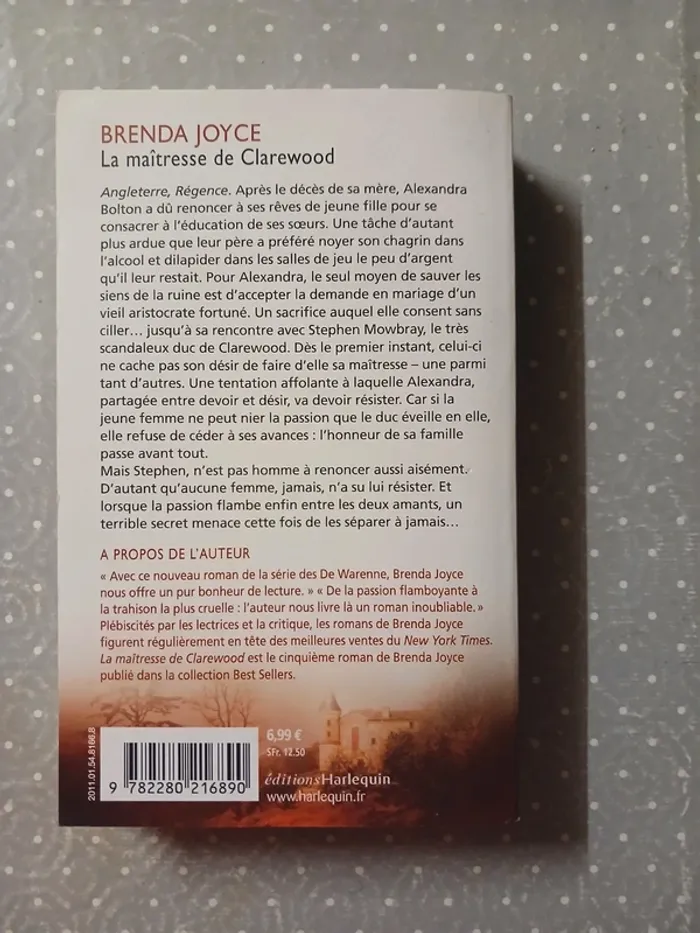 BRENDA JOYCE
La maîtresse de Clarewood
Angleterre, Régence. Après le décès de sa mère, Alexandra
Bolton a dû renoncer à ses rêves de jeune fille pour se
consacrer à l'éducation de ses sœurs. Une tâche d'autant
plus ardue que leur père a préféré noyer son chagrin dans
l'alcool et dilapider dans les salles de jeu le peu d'argent
qu'il leur restait. Pour Alexandra, le seul moyen de sauver les
siens de la ruine est d'accepter la demande en mariage d'un
vieil aristocrate fortuné. Un sacrifice auquel elle consent sans
ciller… jusqu'à sa rencontre avec Stephen Mowbray, le très
scandaleux duc de Clarewood. Dès le premier instant, celui-ci
ne cache pas son désir de faire d'elle sa maîtresse – une parmi
tant d'autres. Une tentation affolante à laquelle Alexandra,
partagée entre devoir et désir, va devoir résister. Car si la
jeune femme ne peut nier la passion que le duc éveille en elle,
elle refuse de céder à ses avances : l'honneur de sa famille
passe avant tout.
Mais Stephen, n'est pas homme à renoncer aussi aisément.
D'autant qu'aucune femme, jamais, n'a su lui résister. Et
lorsque la passion flambe enfin entre les deux amants, un
terrible secret menace cette fois de les séparer à jamais…
A PROPOS DE L'AUTEUR
« Avec ce nouveau roman de la série des De Warenne, Brenda Joyce
nous offre un pur bonheur de lecture. » « De la passion flamboyante à
la trahison la plus cruelle : l'auteur nous livre là un roman inoubliable. »
Plébiscités par les lectrices et la critique, les romans de Brenda Joyce
figurent régulièrement en tête des meilleures ventes du New York Times.
La maîtresse de Clarewood est le cinquième roman de Brenda Joyce
publié dans la collection Best Sellers.
2011.01.54.8166.8
9 782280 216890
6,99 €
SFr. 12.50
éditionsHarlequin
www.harlequin.fr